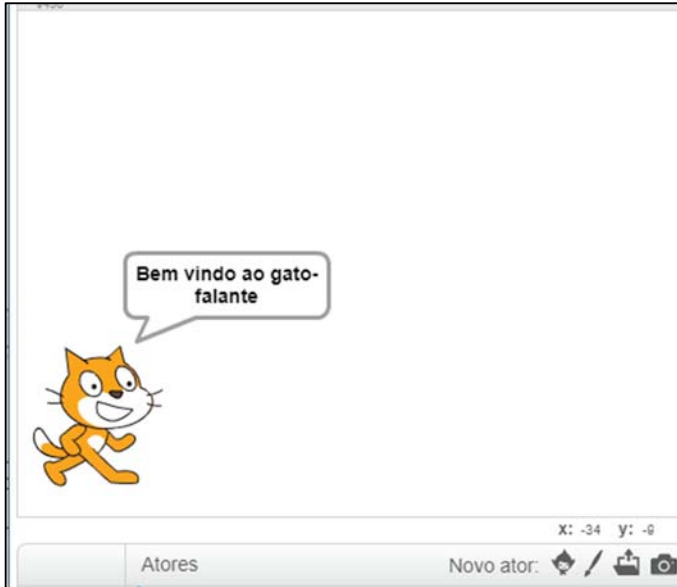 Bem vindo ao gato-
falante
x: -34 y: -9
Atores
Novo ator: